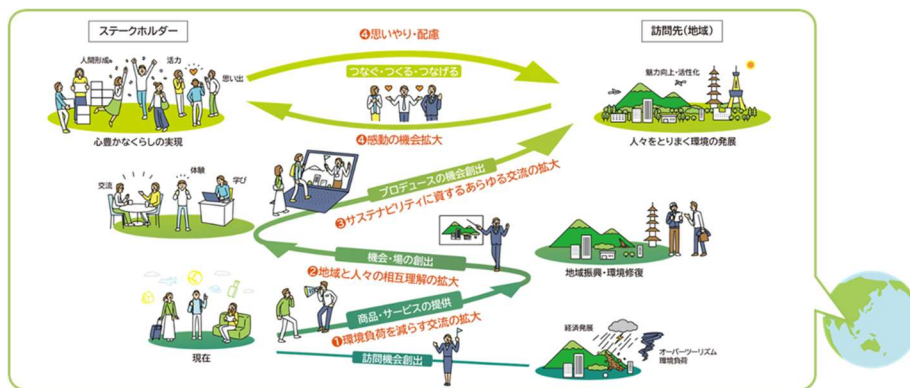 ステークホルダー
訪問先(地域)
❹思いやり・配慮
つなぐ・つくる・つなげる
人間形成
活力
思い出
魅力向上・活性化
心豊かなくらしの実現
❹感動の機会拡大
人々をとりまく環境の発展
プロデュースの機会創出
❸サステナビリティに資するあらゆる交流の拡大
交流
体験
学び
機会・場の創出
❷地域と人々の相互理解の拡大
地域振興・環境修復
商品・サービスの提供
❶環境負荷を減らす交流の拡大
現在
訪問機会創出
経済発展
オーバーツーリズム
環境負荷